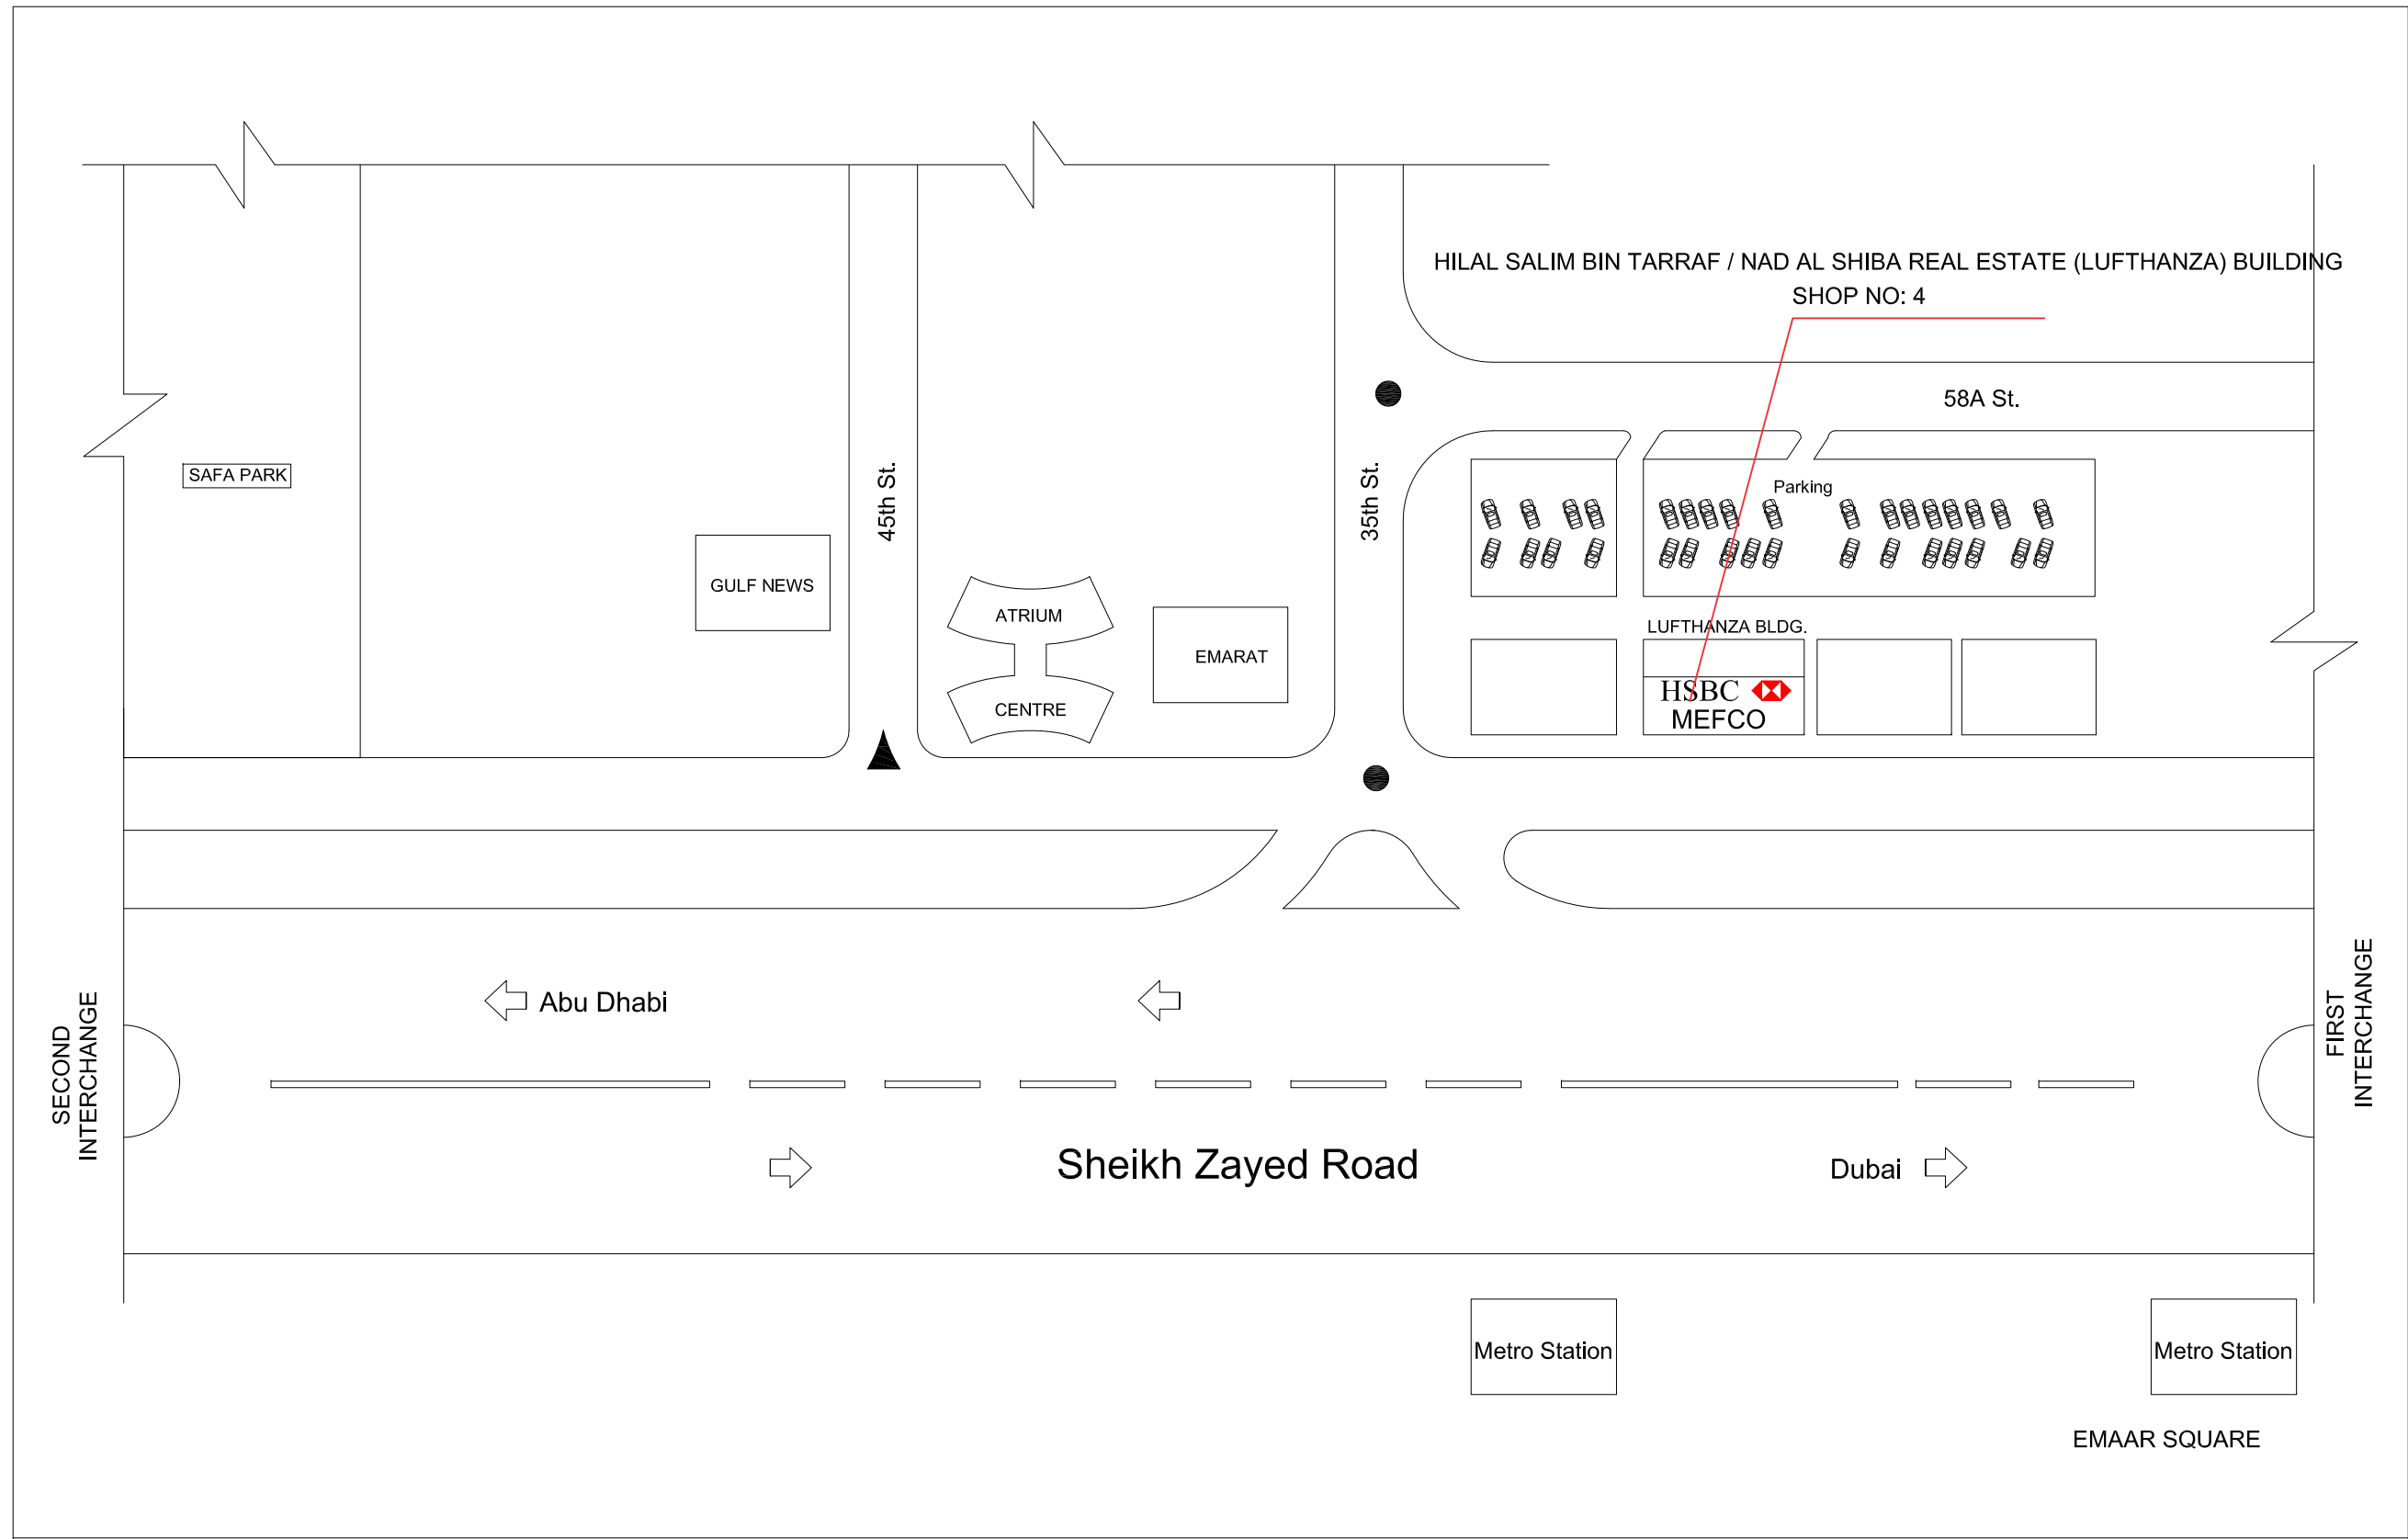 HILAL SALIM BIN TARRAF / NAD AL SHIBA REAL ESTATE (LUFTHANZA) BUILDING
SHOP NO: 4
58A St.
SAFA PARK
45th St.
35th St.
Parking
GULF NEWS
ATRIUM
CENTRE
EMARAT
LUFTHANZA BLDG.
HSBC
MEFCO
Abu Dhabi
SECOND
INTERCHANGE
FIRST
INTERCHANGE
Sheikh Zayed Road
Dubai
Metro Station
Metro Station
EMAAR SQUARE